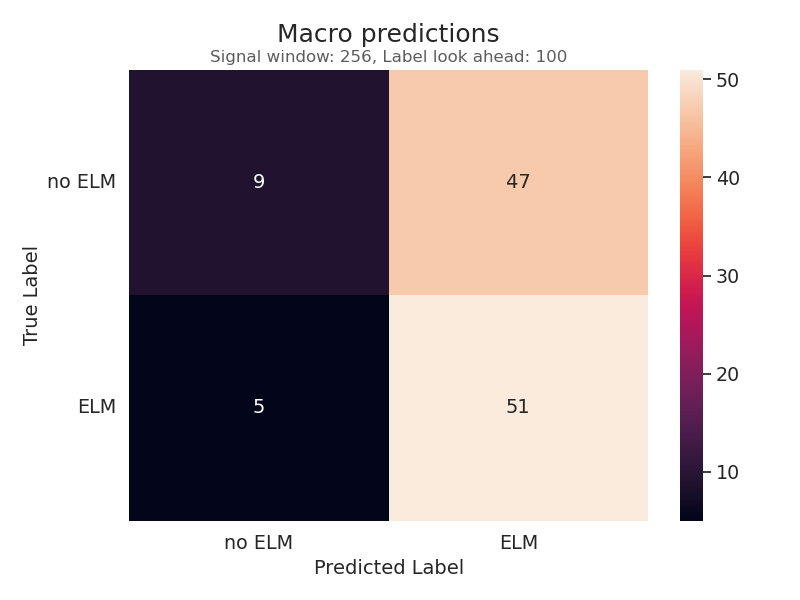 Macro predictions
Signal window: 256, Label look ahead: 100
no ELM
9
47
ELM
5
51
no ELM
ELM
Predicted Label
True Label
50
40
30
20
10